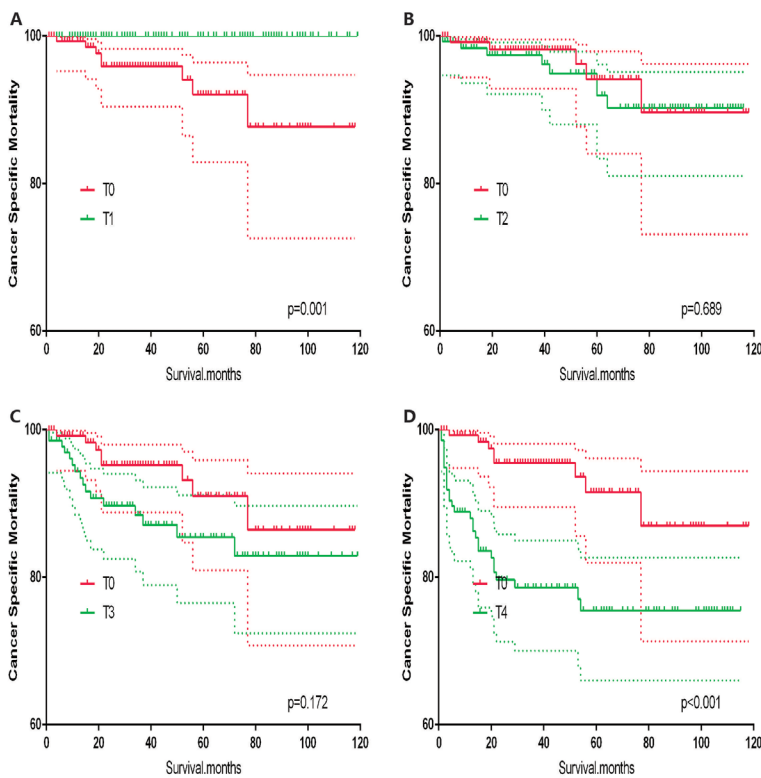 A
Cancer Specific Mortality
100
80
60
T0
T1
p=0.001
0 20 40 60 80 100 120
Survival.months
B
Cancer Specific Mortality
100
80
60
T0
T2
p=0.689
0 20 40 60 80 100 120
Survival.months
C
Cancer Specific Mortality
100
80
60
T0
T3
p=0.172
0 20 40 60 80 100 120
Survival.months
D
Cancer Specific Mortality
100
80
60
T0
T4
p<0.001
0 20 40 60 80 100 120
Survival.months